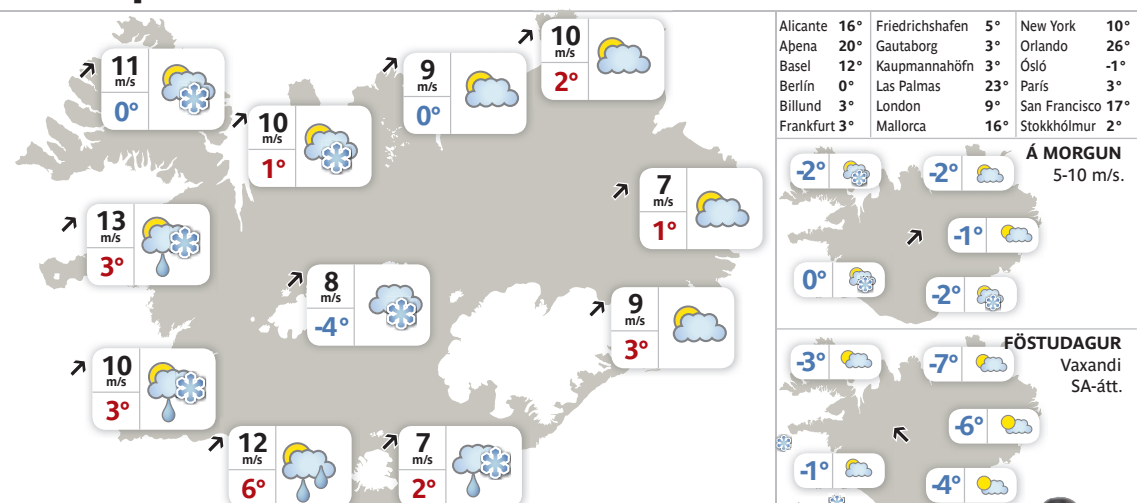 11 m/s 0°
10 m/s 1°
9 m/s 0°
10 m/s 2°
7 m/s 1°
13 m/s 3°
8 m/s -4°
9 m/s 3°
10 m/s 3°
12 m/s 6°
7 m/s 2°
Alicante 16° Friedrichshafen 5° New York 10°
Aþena 20° Gautaborg 3° Orlando 26°
Basel 12° Kaupmannahöfn 3° Ósló -1°
Berlín 0° Las Palmas 23° París 3°
Billund 3° London 9° San Francisco 17°
Frankfurt 3° Mallorca 16° Stokkhólmur 2°
Á MORGUN
5-10 m/s.
-2° -2°
-1°
0° -2°
FÖSTUDAGUR
Vaxandi
SA-átt.
-3° -7°
-6°
-1° -4°